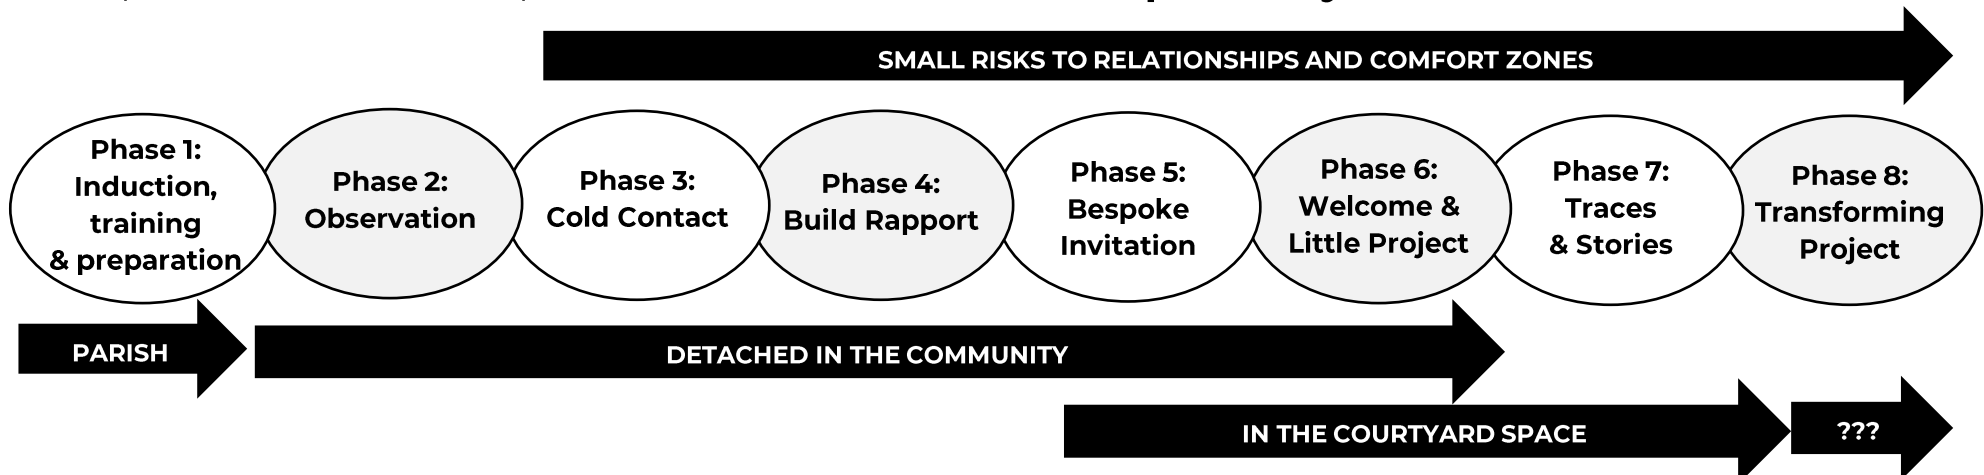 SMALL RISKS TO RELATIONSHIPS AND COMFORT ZONES
Phase 1:
Induction,
training
& preparation
Phase 2:
Observation
Phase 3:
Cold Contact
Phase 4:
Build Rapport
Phase 5:
Bespoke
Invitation
Phase 6:
Welcome &
Little Project
Phase 7:
Traces
& Stories
Phase 8:
Transforming
Project
PARISH
DETACHED IN THE COMMUNITY
IN THE COURTYARD SPACE
???